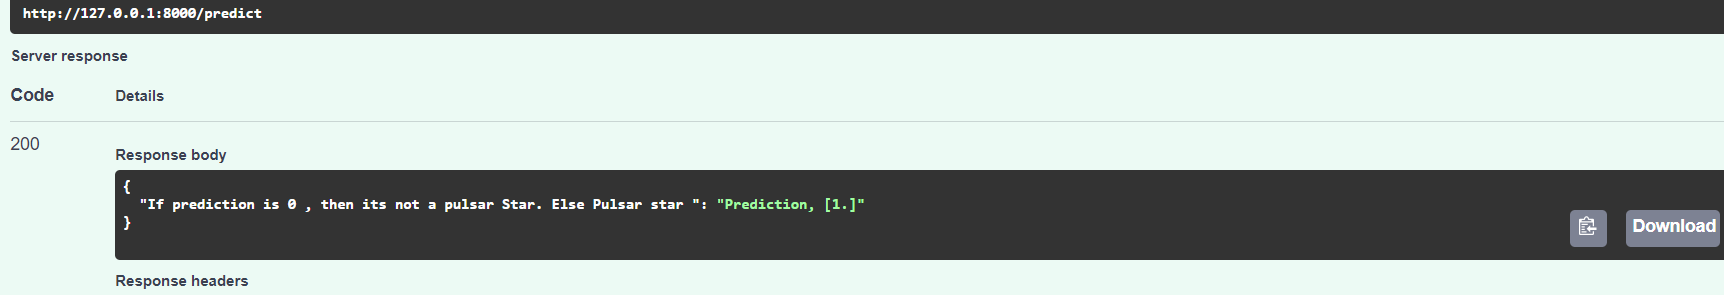 http://127.0.0.1:8000/predict
Server response
Code Details
200
Response body
{
"If prediction is 0 , then its not a pulsar Star. Else Pulsar star ": "Prediction, [1.]"
}
Download
Response headers